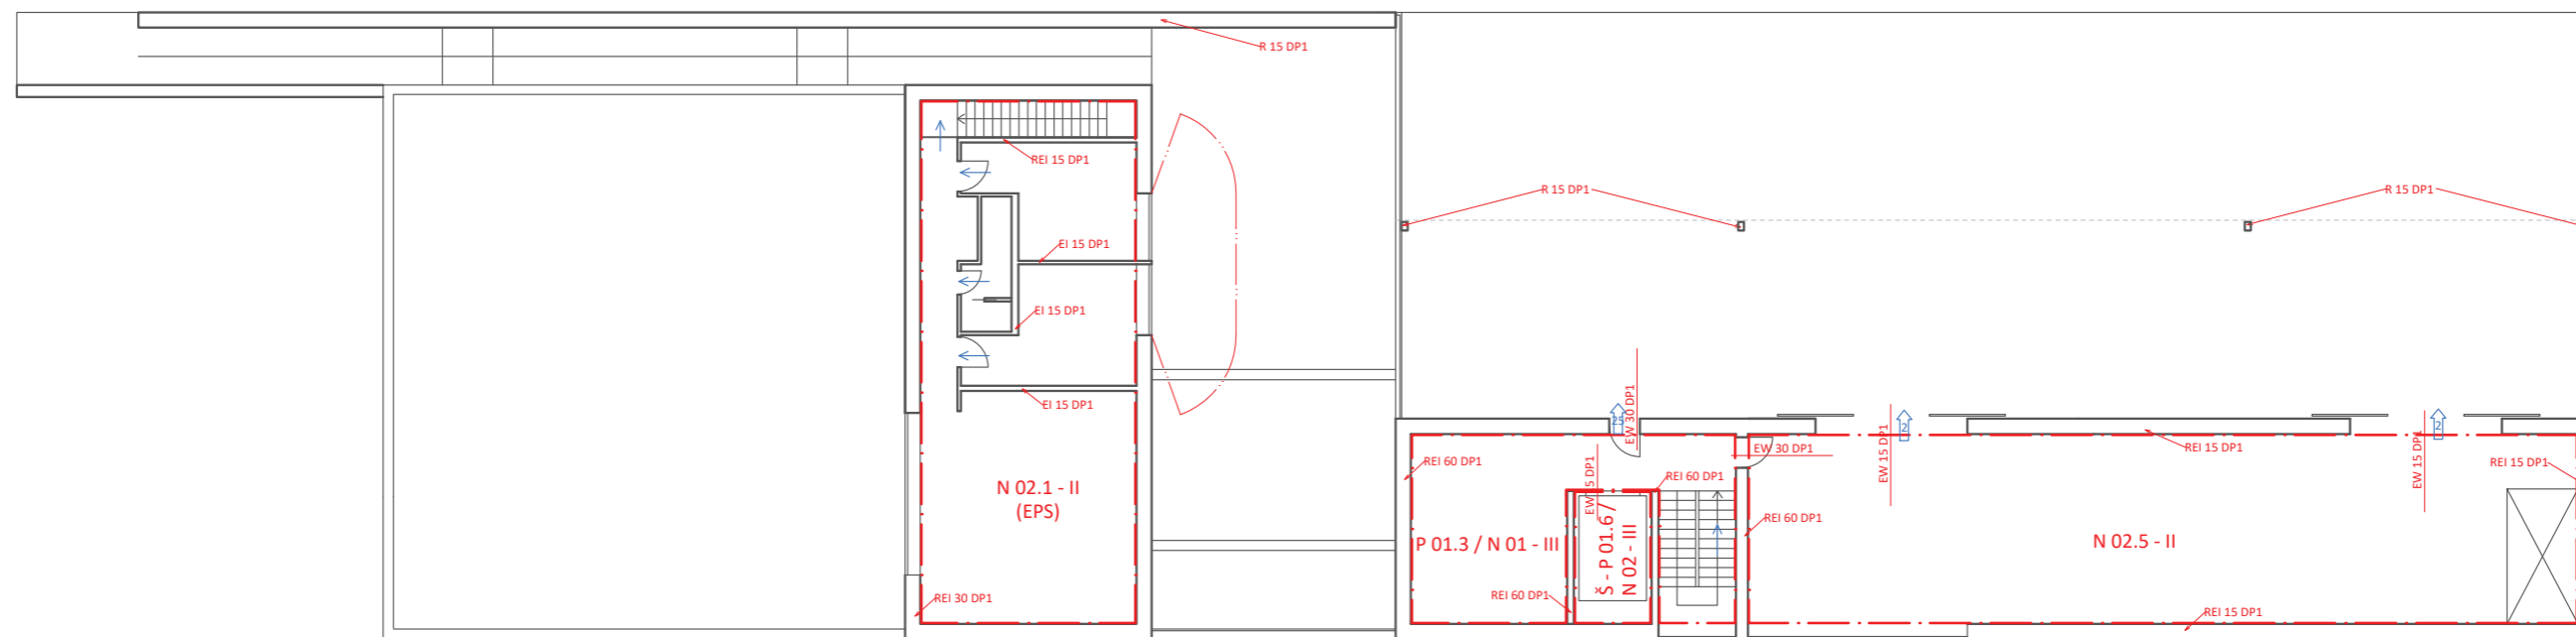 R 15 DP1
REI 15 DP1
R 15 DP1
R 15 DP1
EI 15 DP1
EI 15 DP1
EI 15 DP1
EW 30 DP1
25
2
2
EW 15 DP1
EW 15 DP1
REI 15 DP1
EW 30 DP1
REI 60 DP1
REI 60 DP1
REI 15 DP1
N 02.1 - II
(EPS)
REI 60 DP1
P 01.3 / N 01 - III
Š - P 01.6 /
N 02 - III
N 02.5 - II
REI 30 DP1
REI 60 DP1
REI 15 DP1